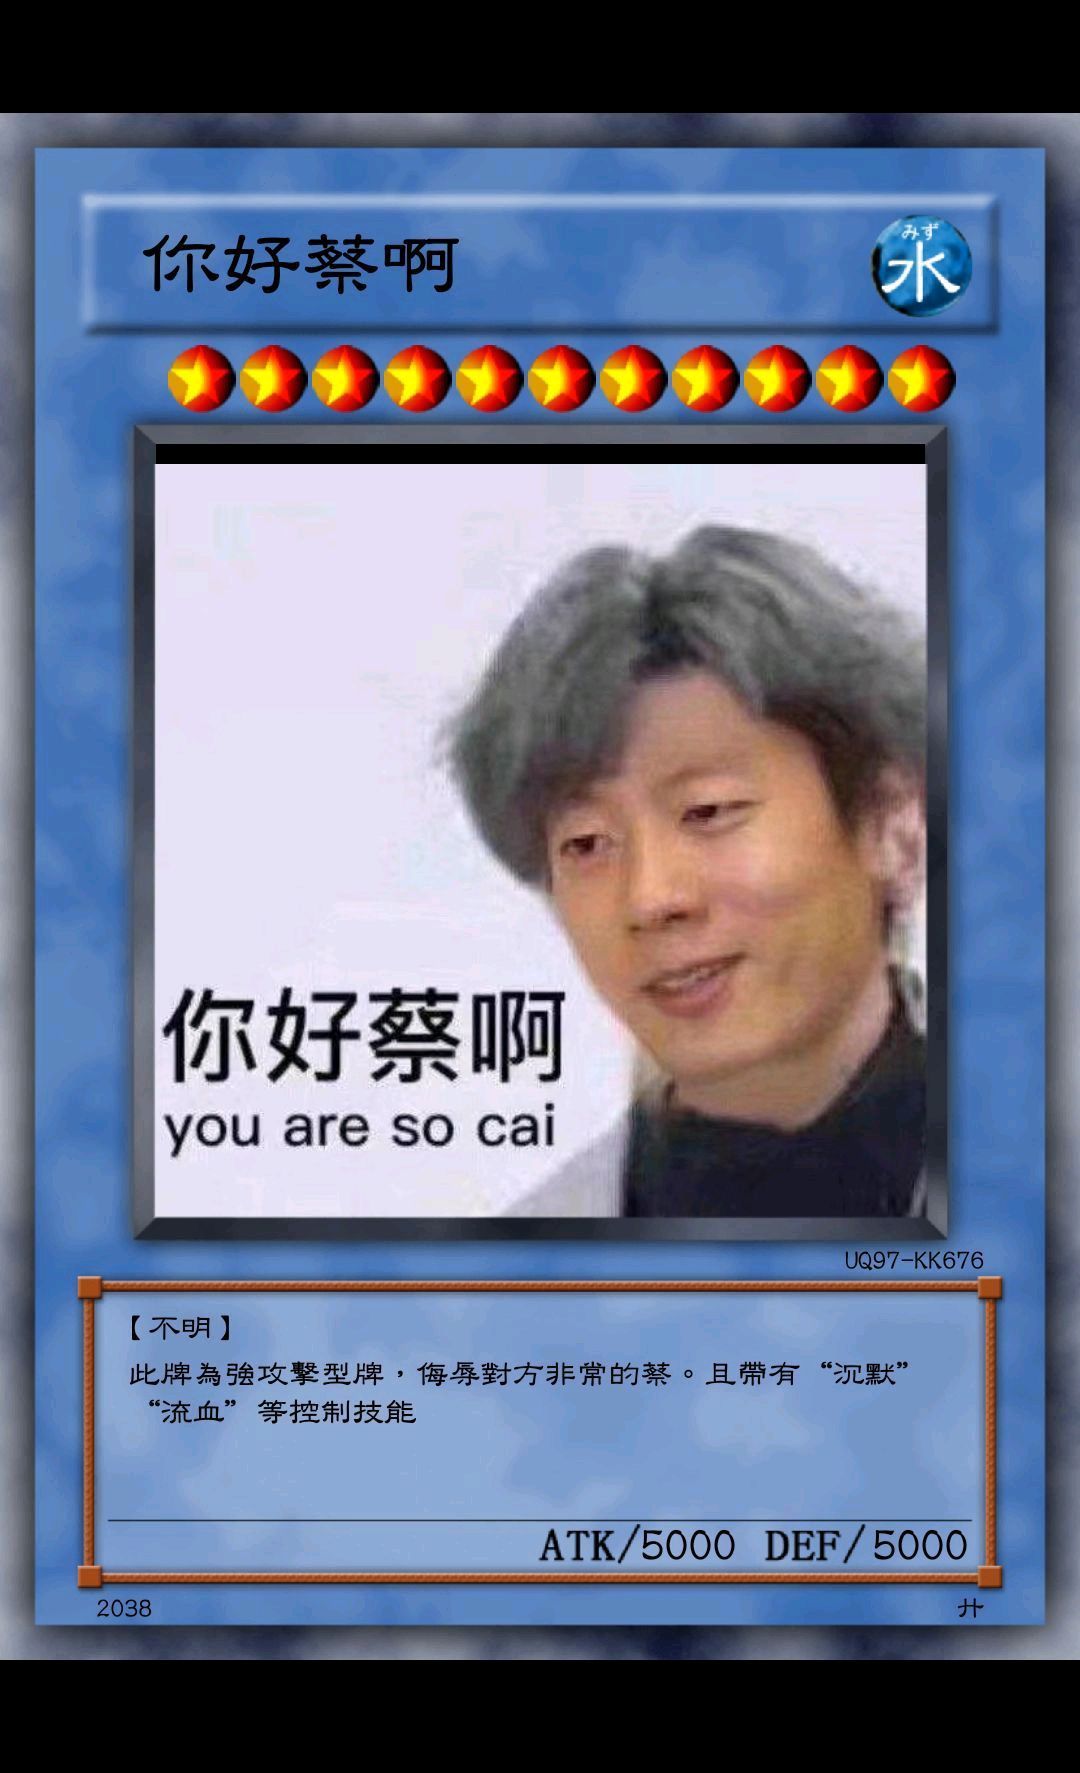 你好蔡啊
みず
水
你好蔡啊
you are so cai
UQ97-KK676
【不明】
此牌為強攻擊型牌，侮辱對方非常的蔡。且帶有“沉默”
“流血”等控制技能
ATK/5000 DEF/5000
2038
廾